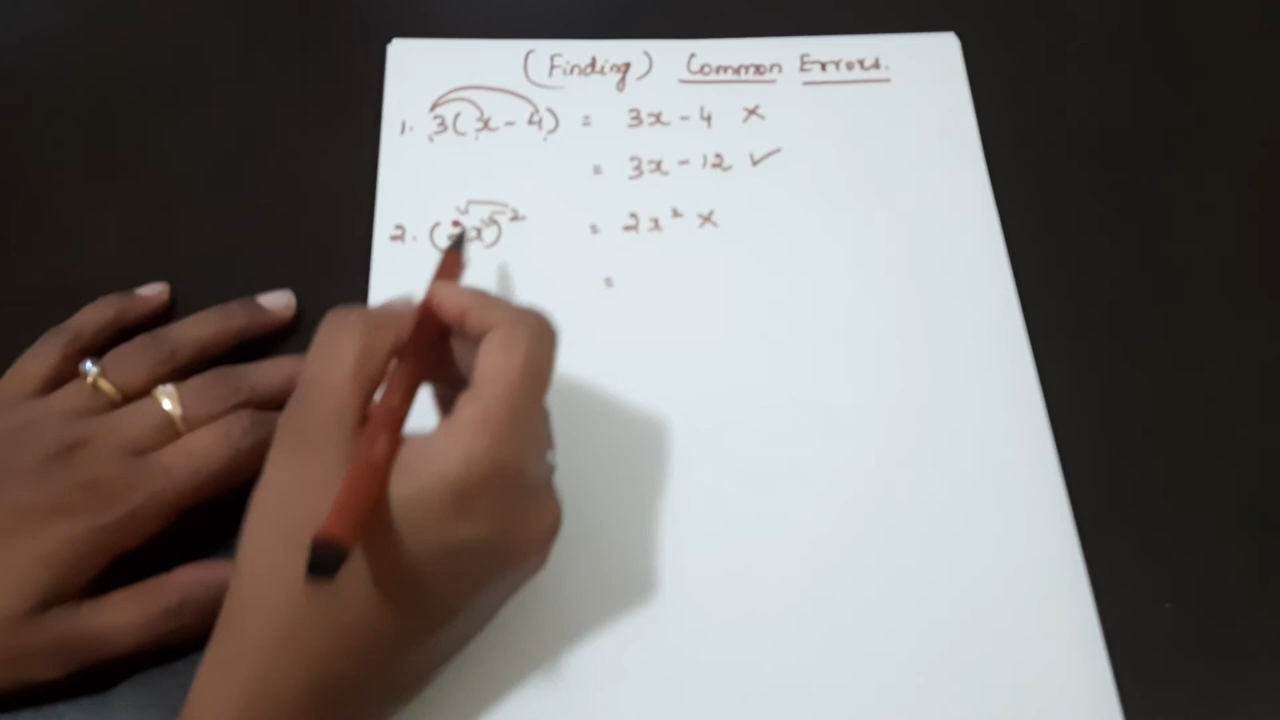 (Finding) Common Errors.
1. 3(x - 4) = 3x - 4 ×
= 3x - 12 ✓
2. (2x)² = 2x² ×
=